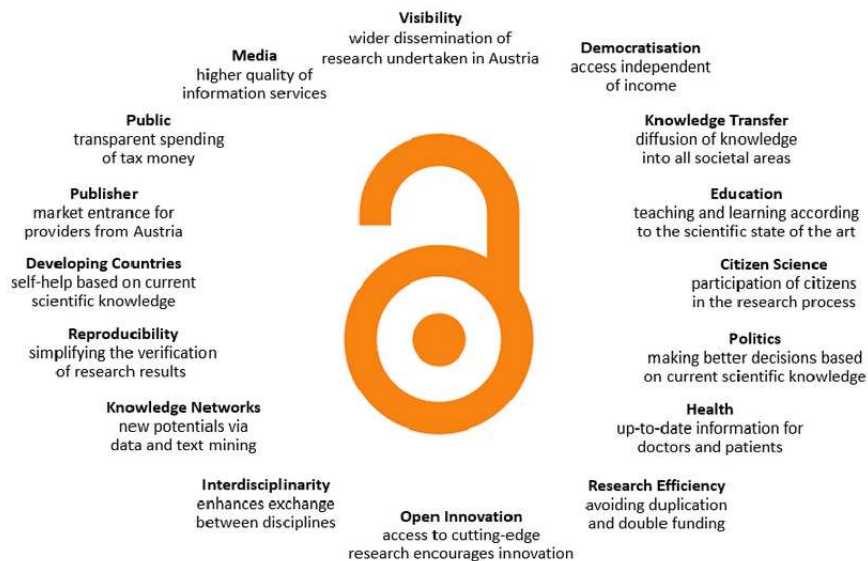 Visibility
wider dissemination of
research undertaken in Austria
Democratisation
access independent
of income
Knowledge Transfer
diffusion of knowledge
into all societal areas
Education
teaching and learning according
to the scientific state of the art
Citizen Science
participation of citizens
in the research process
Politics
making better decisions based
on current scientific knowledge
Health
up-to-date information for
doctors and patients
Research Efficiency
avoiding duplication
and double funding
Open Innovation
access to cutting-edge
research encourages innovation
Interdisciplinarity
enhances exchange
between disciplines
Knowledge Networks
new potentials via
data and text mining
Reproducibility
simplifying the verification
of research results
Developing Countries
self-help based on current
scientific knowledge
Publisher
market entrance for
providers from Austria
Public
transparent spending
of tax money
Media
higher quality of
information services